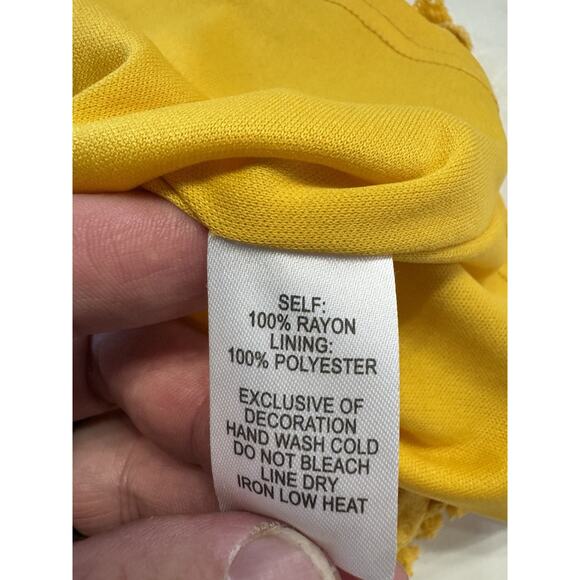 SELF:
100% RAYON
LINING:
100% POLYESTER
EXCLUSIVE OF
DECORATION
HAND WASH COLD
DO NOT BLEACH
LINE DRY
IRON LOW HEAT